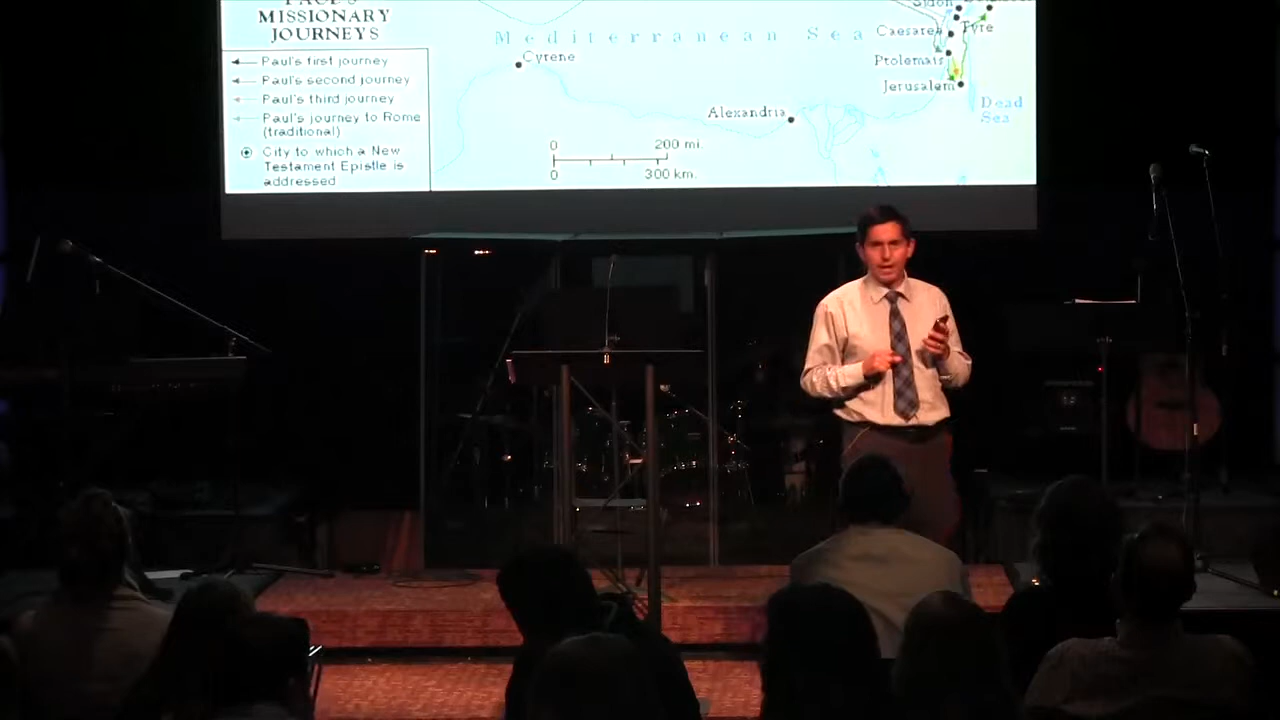 PAUL'S
MISSIONARY
JOURNEYS
Paul's first journey
Paul's second journey
Paul's third journey
Paul's journey to Rome
(traditional)
City to which a New
Testament Epistle is
addressed
Mediterranean Sea
Cyrene
Alexandria
0 200 mi.
0 300 km.
Sidon
Caesarea
Tyre
Ptolemais
Jerusalem
Dead
Sea